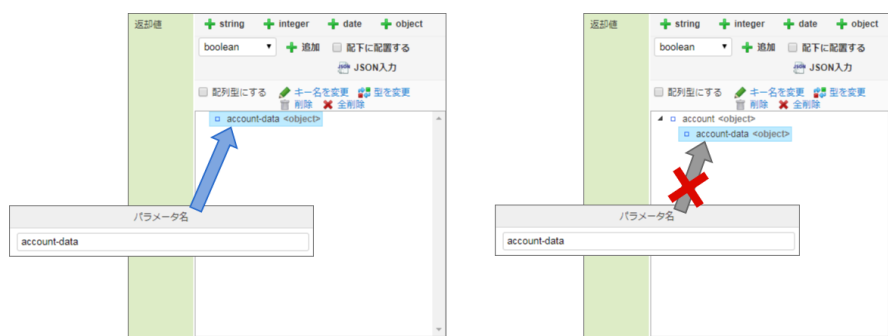 返却値
string integer date object
boolean 追加 配下に配置する
JSON入力
配列型にする キー名を変更 型を変更
削除 全削除
account-data <object>
パラメータ名
account-data
返却値
string integer date object
boolean 追加 配下に配置する
JSON入力
配列型にする キー名を変更 型を変更
削除 全削除
account <object>
account-data <object>
パラメータ名
account-data